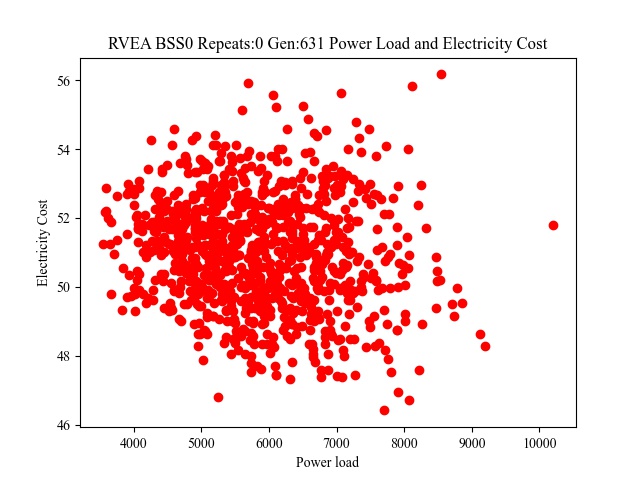 RVEA BSS0 Repeats:0 Gen:631 Power Load and Electricity Cost
56
54
52
50
48
46
Electricity Cost
4000 5000 6000 7000 8000 9000 10000
Power load